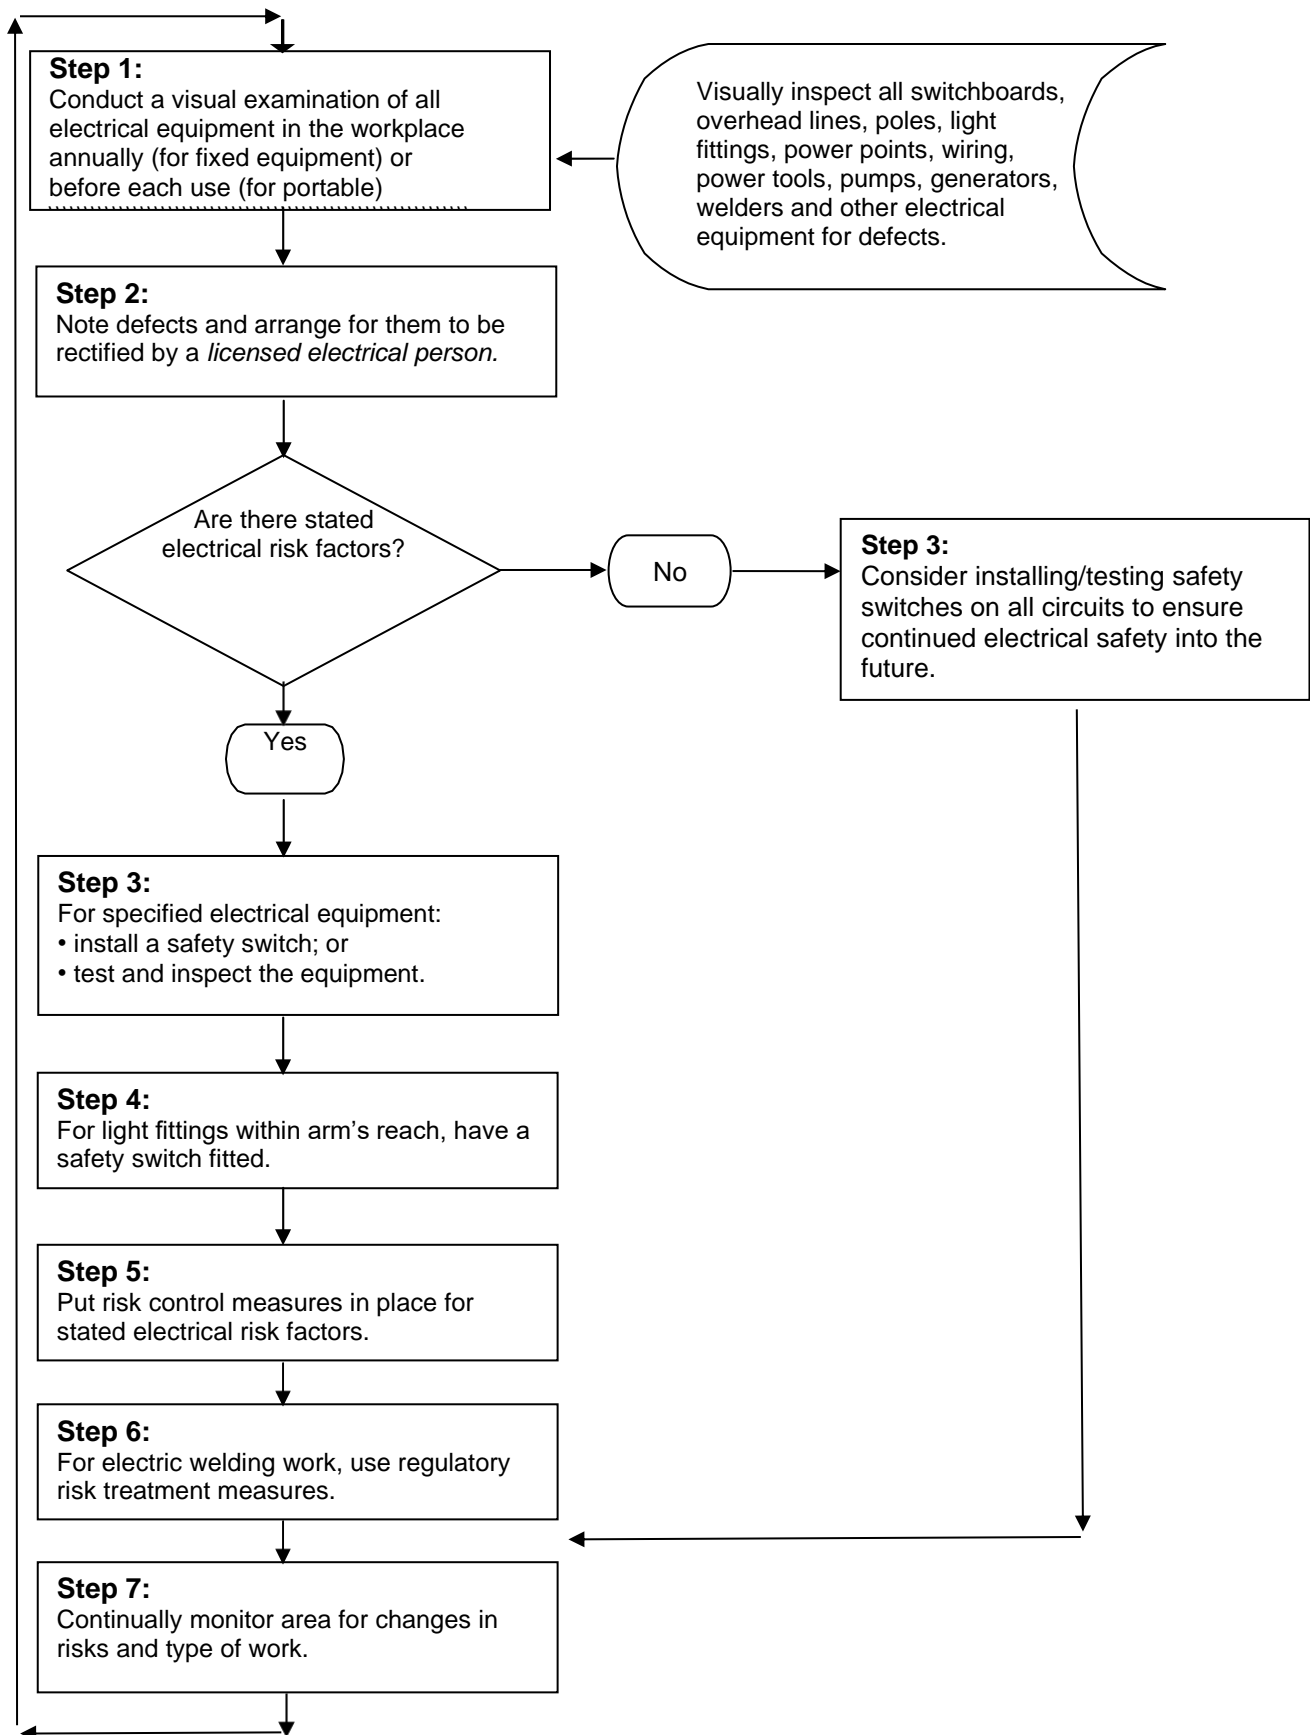 Step 1:
Conduct a visual examination of all
electrical equipment in the workplace
annually (for fixed equipment) or
before each use (for portable)
Visually inspect all switchboards,
overhead lines, poles, light
fittings, power points, wiring,
power tools, pumps, generators,
welders and other electrical
equipment for defects.
Step 2:
Note defects and arrange for them to be
rectified by a licensed electrical person.
Are there stated
electrical risk factors?
No
Step 3:
Consider installing/testing safety
switches on all circuits to ensure
continued electrical safety into the
future.
Yes
Step 3:
For specified electrical equipment:
• install a safety switch; or
• test and inspect the equipment.
Step 4:
For light fittings within arm’s reach, have a
safety switch fitted.
Step 5:
Put risk control measures in place for
stated electrical risk factors.
Step 6:
For electric welding work, use regulatory
risk treatment measures.
Step 7:
Continually monitor area for changes in
risks and type of work.